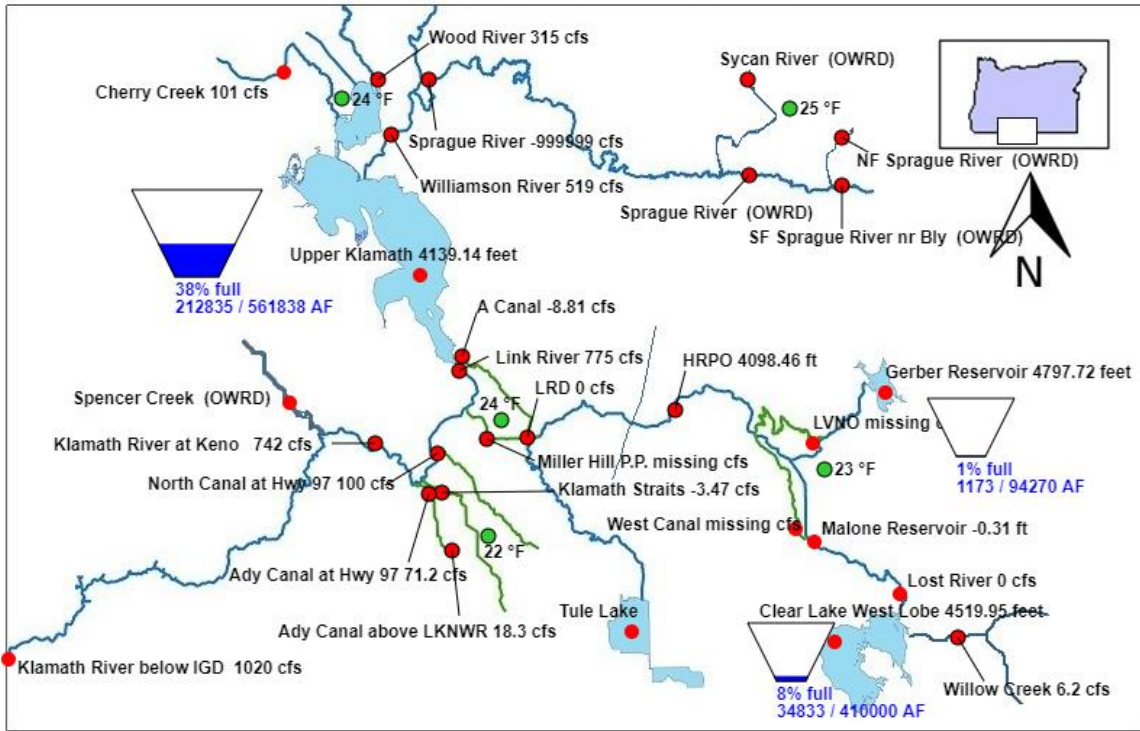 Wood River 315 cfs
Sycan River (OWRD)
Cherry Creek 101 cfs
24 °F
25 °F
Sprague River -999999 cfs
NF Sprague River (OWRD)
Williamson River 519 cfs
Sprague River (OWRD)
SF Sprague River nr Bly (OWRD)
N
Upper Klamath 4139.14 feet
38% full
212835 / 561838 AF
A Canal -8.81 cfs
Link River 775 cfs
HRPO 4098.46 ft
Gerber Reservoir 4797.72 feet
LRD 0 cfs
Spencer Creek (OWRD)
24 °F
LVNO missing
Klamath River at Keno 742 cfs
Miller Hill P.P. missing cfs
23 °F
1% full
1173 / 94270 AF
North Canal at Hwy 97 100 cfs
Klamath Straits -3.47 cfs
West Canal missing cfs
Malone Reservoir -0.31 ft
22 °F
Ady Canal at Hwy 97 71.2 cfs
Lost River 0 cfs
Tule Lake
Clear Lake West Lobe 4519.95 feet
Ady Canal above LKNWR 18.3 cfs
Klamath River below IGD 1020 cfs
8% full
34833 / 410000 AF
Willow Creek 6.2 cfs